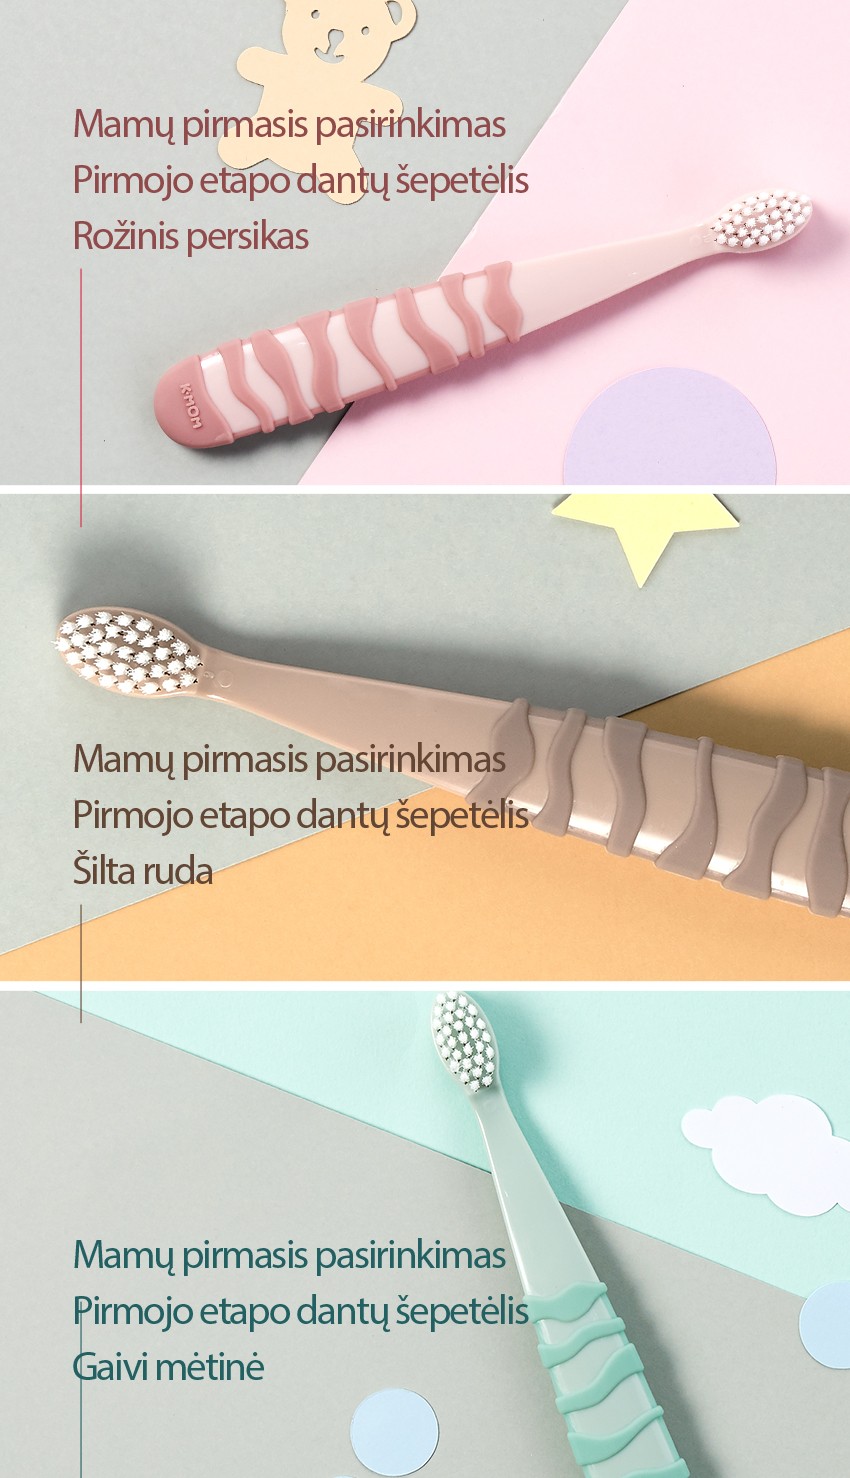 Mamų pirmasis pasirinkimas
Pirmojo etapo dantų šepetėlis
Rožinis persikas
K-MOM
Mamų pirmasis pasirinkimas
Pirmojo etapo dantų šepetėlis
Šilta ruda
Mamų pirmasis pasirinkimas
Pirmojo etapo dantų šepetėlis
Gaivi mėtinė